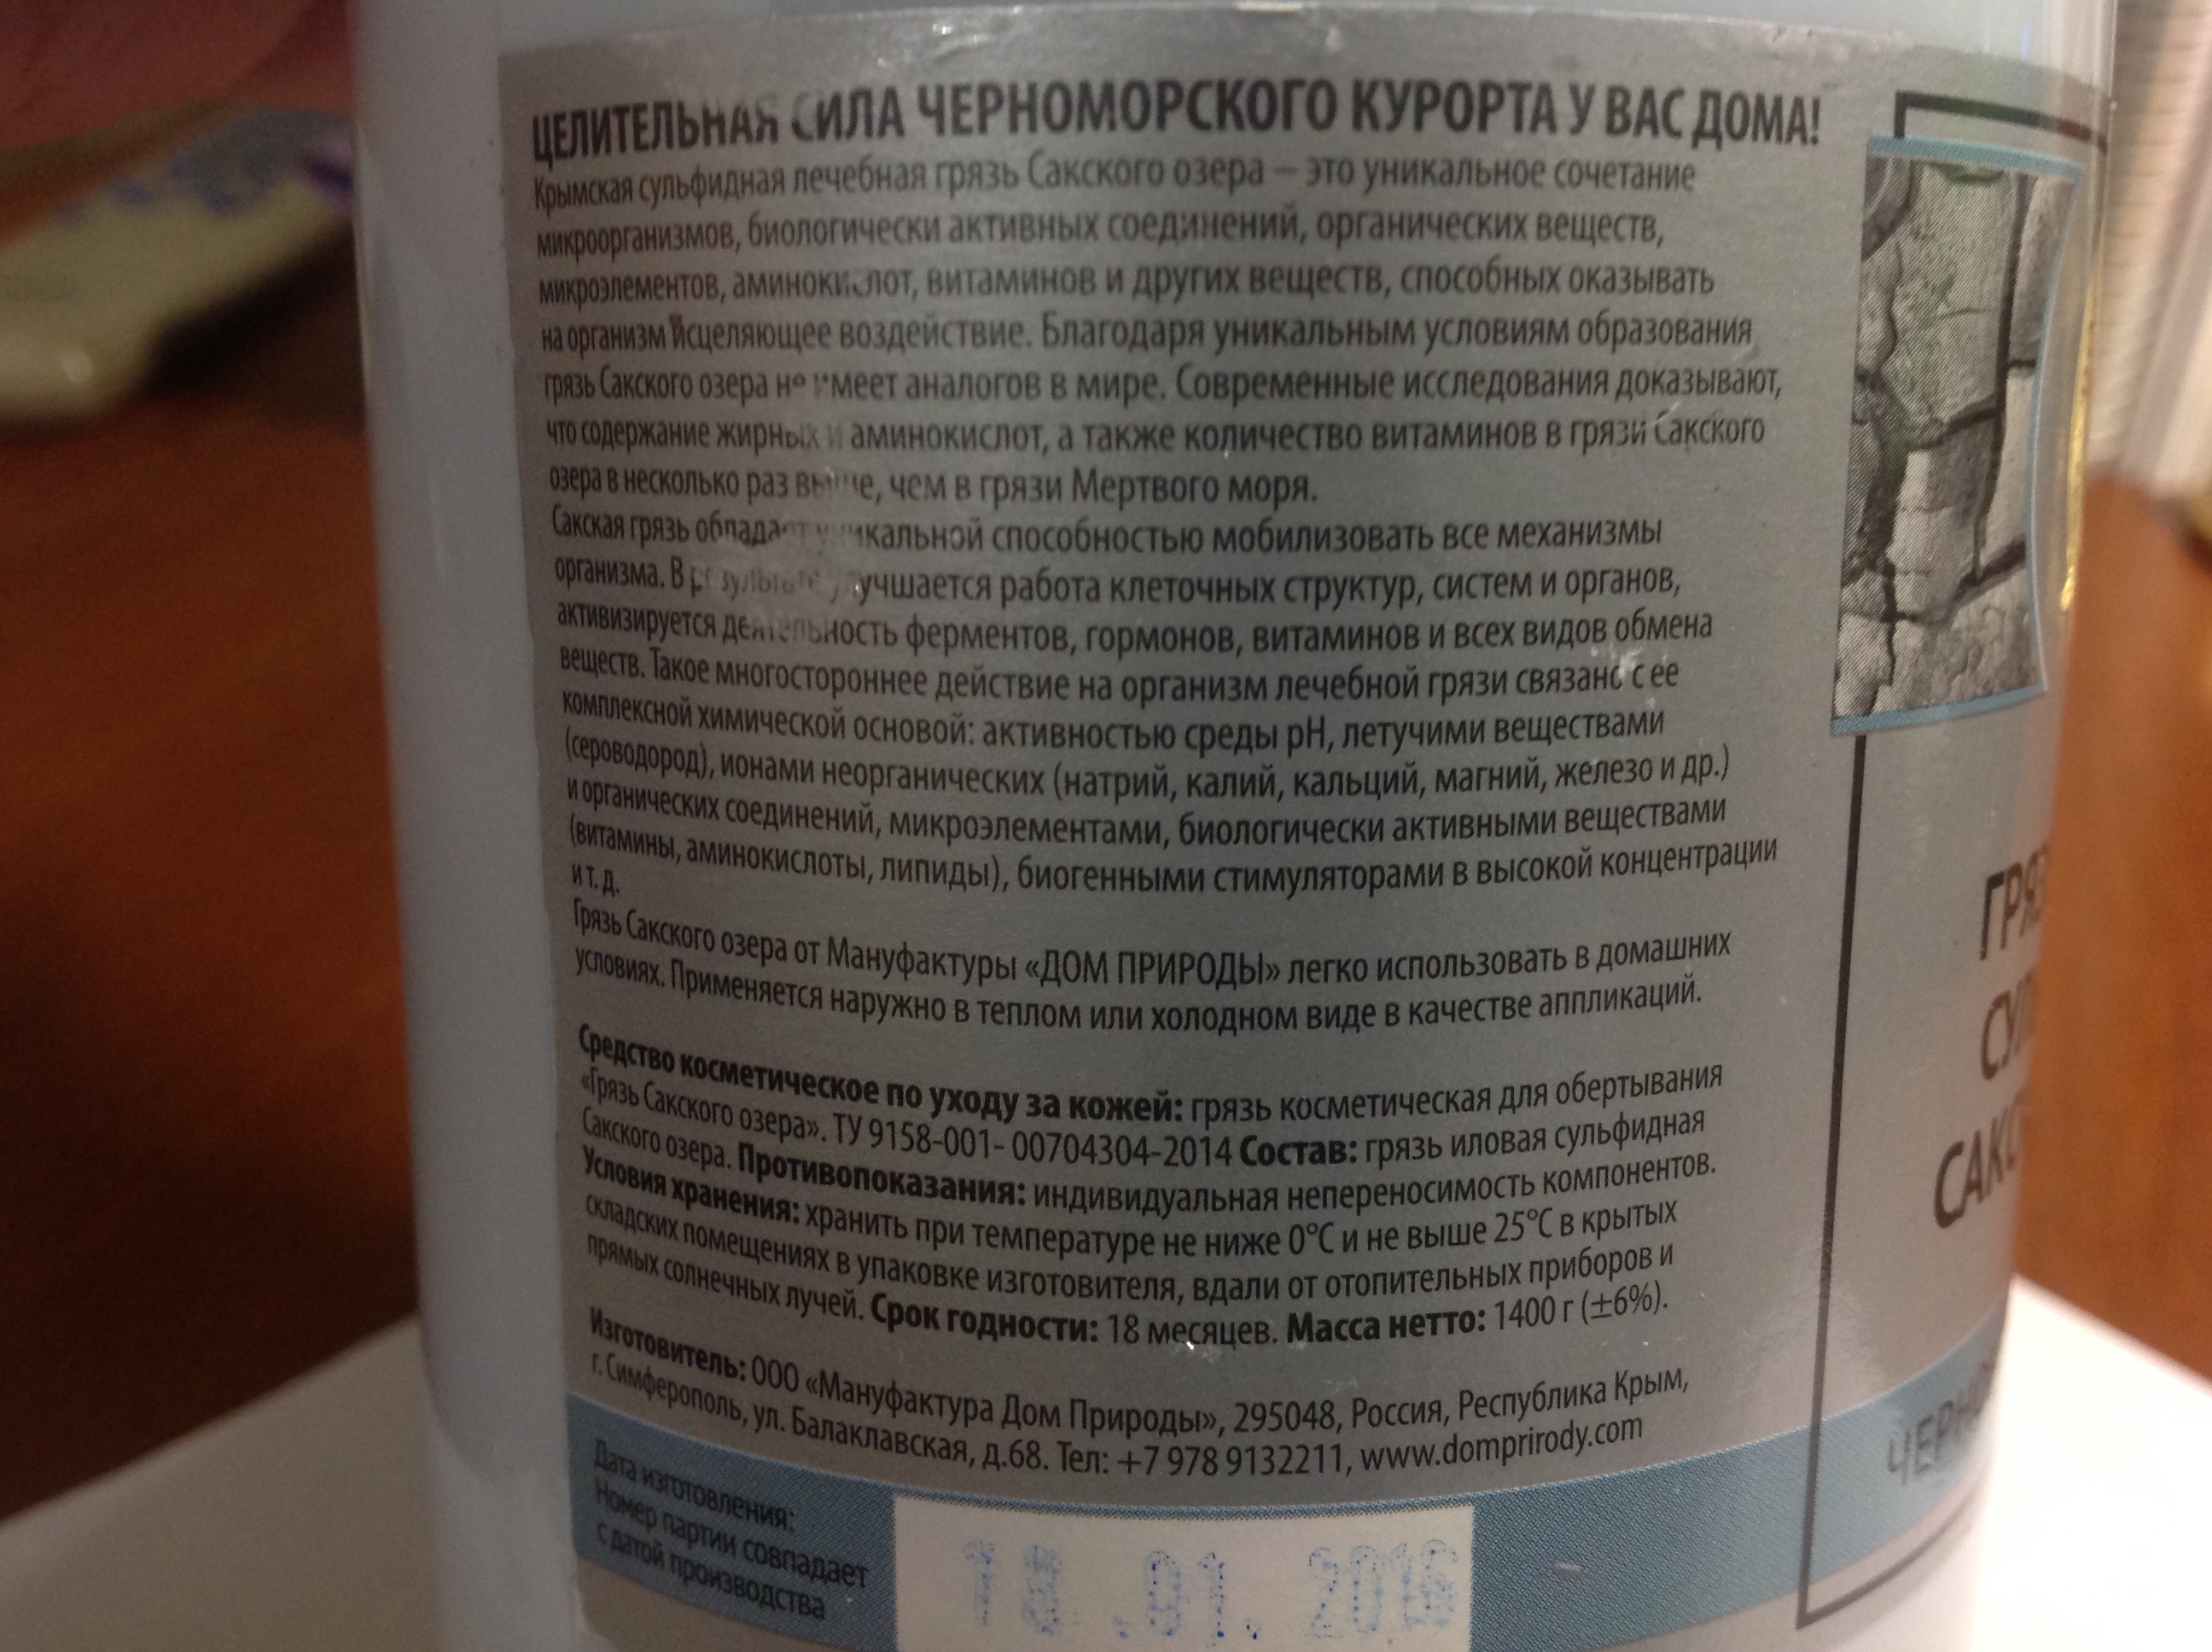 ЦЕЛИТЕЛЬНАЯ СИЛА ЧЕРНОМОРСКОГО КУРОРТА У ВАС ДОМА!
Крымская сульфидная лечебная грязь Сакского озера – это уникальное сочетание
микроорганизмов, биологически активных соединений, органических веществ,
микроэлементов, аминокислот, витаминов и других веществ, способных оказывать
на организм исцеляющее воздействие. Благодаря уникальным условиям образования
грязь Сакского озера не имеет аналогов в мире. Современные исследования доказывают,
что содержание жирных и аминокислот, а также количество витаминов в грязи Сакского
озера в несколько раз выше, чем в грязи Мертвого моря.
Сакская грязь обладает уникальной способностью мобилизовать все механизмы
организма. В результате улучшается работа клеточных структур, систем и органов,
активизируется деятельность ферментов, гормонов, витаминов и всех видов обмена
веществ. Такое многостороннее действие на организм лечебной грязи связано с ее
комплексной химической основой: активностью среды pH, летучими веществами
(сероводород), ионами неорганических (натрий, калий, кальций, магний, железо и др.)
и органических соединений, микроэлементами, биологически активными веществами
(витамины, аминокислоты, липиды), биогенными стимуляторами в высокой концентрации
и т. д.
Грязь Сакского озера от Мануфактуры «ДОМ ПРИРОДЫ» легко использовать в домашних
условиях. Применяется наружно в теплом или холодном виде в качестве аппликаций.
Средство косметическое по уходу за кожей: грязь косметическая для обертывания
«Грязь Сакского озера». ТУ 9158-001- 00704304-2014 Состав: грязь иловая сульфидная
Сакского озера. Противопоказания: индивидуальная непереносимость компонентов.
Условия хранения: хранить при температуре не ниже 0°С и не выше 25°С в крытых
складских помещениях в упаковке изготовителя, вдали от отопительных приборов и
прямых солнечных лучей. Срок годности: 18 месяцев. Масса нетто: 1400 г (±6%).
Изготовитель: ООО «Мануфактура Дом Природы», 295048, Россия, Республика Крым,
г. Симферополь, ул. Балаклавская, д.68. Тел: +7 978 9132211, www.domprirody.com
Дата изготовления:
Номер партии совпадает
с датой производства
18.01.2016